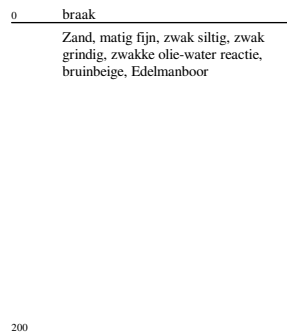 0 braak
Zand, matig fijn, zwak siltig, zwak
grindig, zwakke olie-water reactie,
bruinbeige, Edelmanboor
200